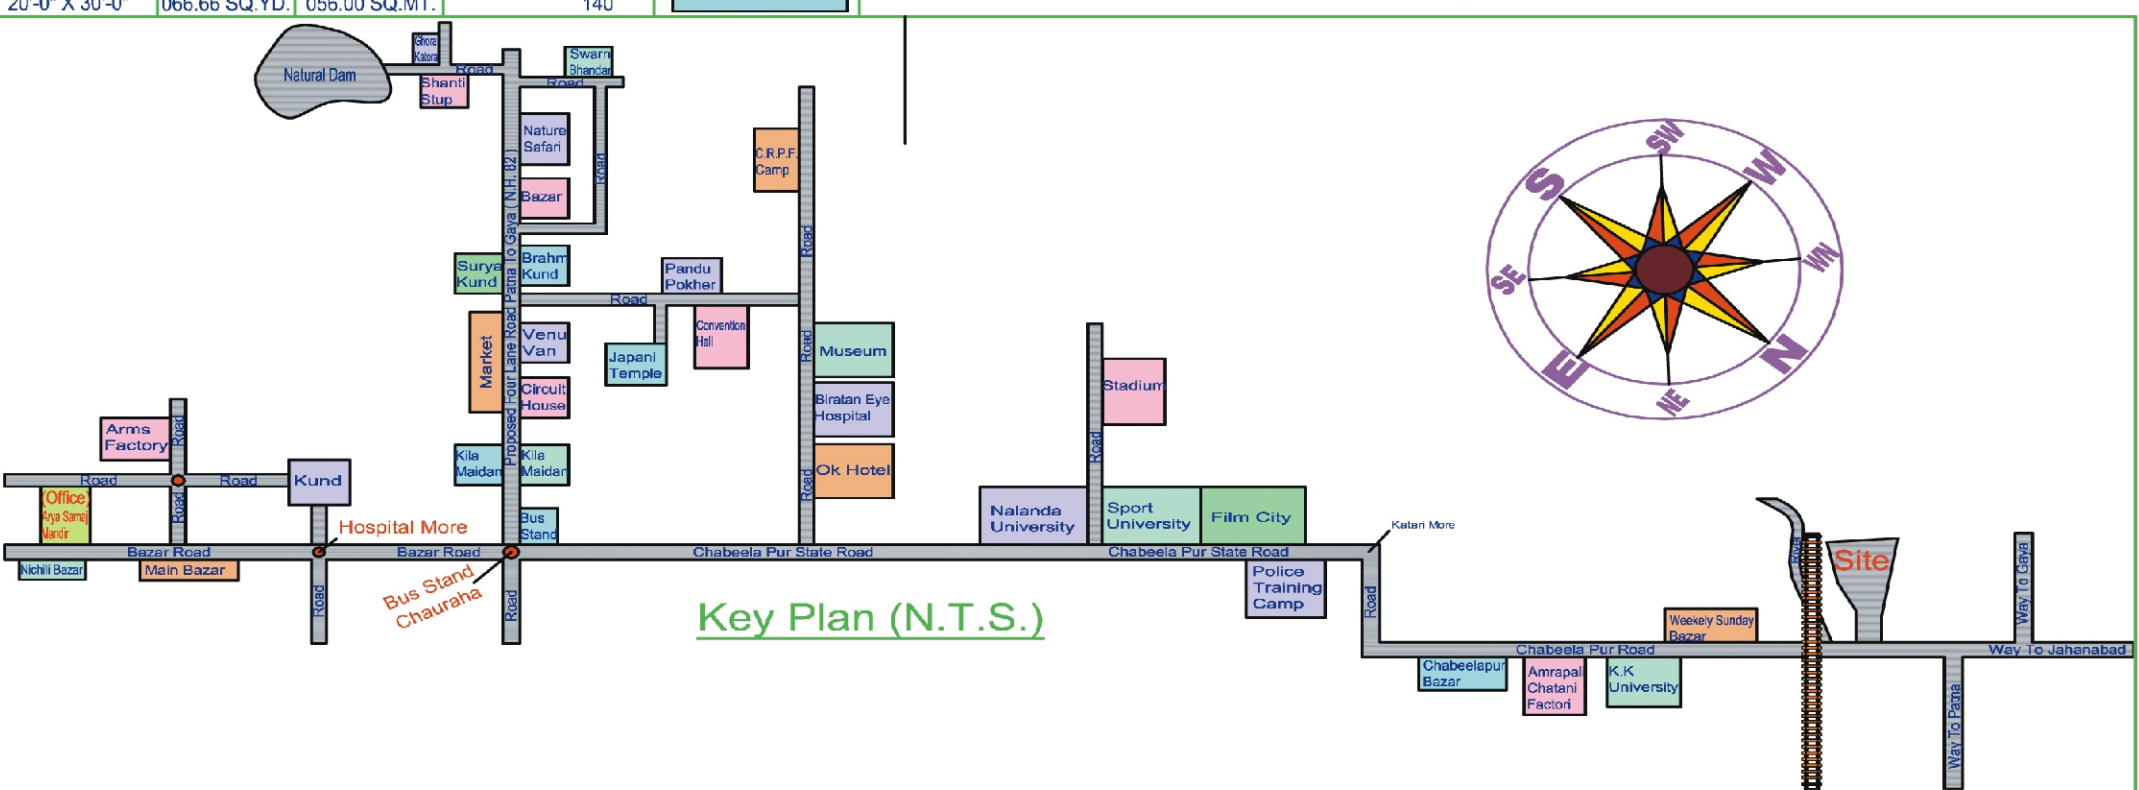 20'-0" X 30'-0"
066.66 SQ.YD.
056.00 SQ.MT.
140
Natural Dam
Ghora
Katora
Road
Shanti
Stup
Swarn
Bhandar
Road
Nature
Safari
Bazar
Road
Proposed Four Lane Road Patna To Gaya ( N.H. 82 )
Surya
Kund
Brahm
Kund
Road
Pandu
Pokher
Convention
Hall
Japani
Temple
Market
Venu
Van
Circuit
House
Kila
Maidan
Kila
Maidan
Bus
Stand
C.R.P.F.
Camp
Road
Road
Road
Museum
Biratan Eye
Hospital
Ok Hotel
Arms
Factory
Road
Road
Road
Road
Kund
(Office)
Arya Samaj
Mandir
Hospital More
Bazar Road
Bazar Road
Nichili Bazar
Main Bazar
Road
Bus Stand
Chauraha
Road
Chabeela Pur State Road
Key Plan (N.T.S.)
Nalanda
University
Road
Stadium
Sport
University
Film City
Chabeela Pur State Road
Police
Training
Camp
Katari More
Road
Chabeela Pur Road
Chabeelapur
Bazar
Amrapali
Chatani
Factori
K.K
University
Weekely Sunday
Bazar
Road
Site
Way To Gaya
Way To Jahanabad
Way To Patna
SW
S
W
SE
WN
E
N
NE